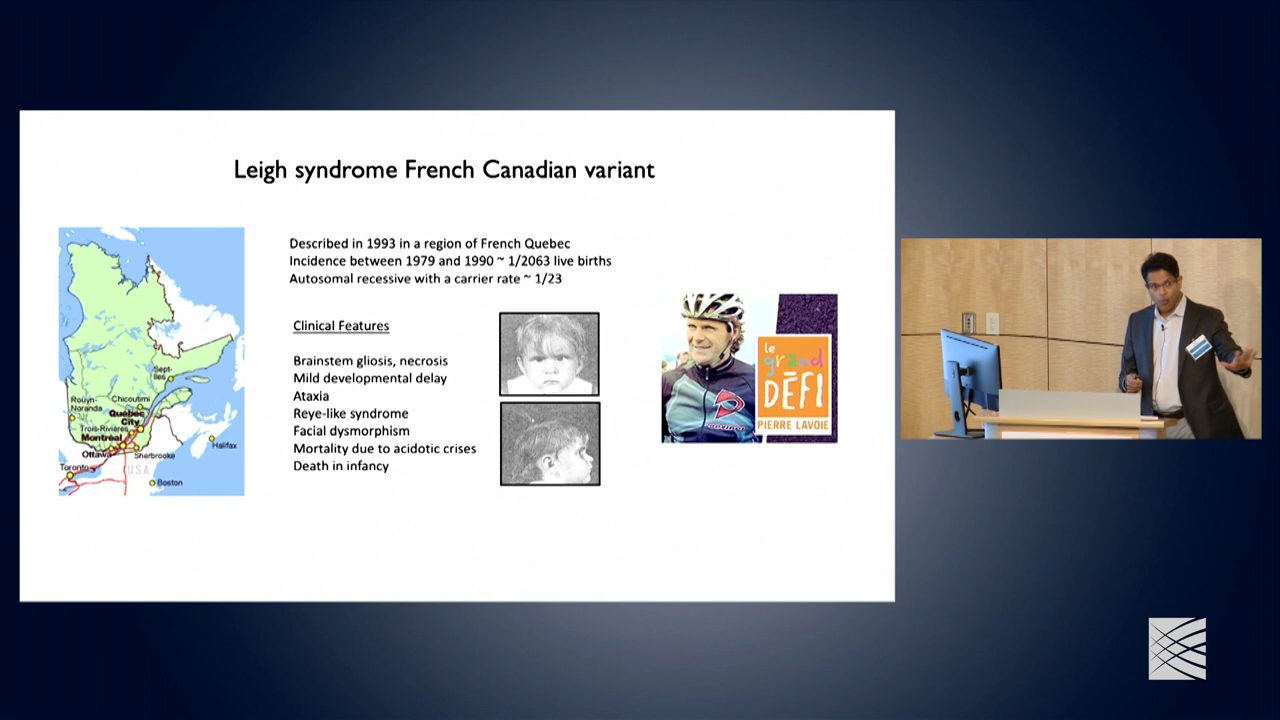 Leigh syndrome French Canadian variant
Described in 1993 in a region of French Quebec
Incidence between 1979 and 1990 ~ 1/2063 live births
Autosomal recessive with a carrier rate ~ 1/23
Clinical Features
Brainstem gliosis, necrosis
Mild developmental delay
Ataxia
Reye-like syndrome
Facial dysmorphism
Mortality due to acidotic crises
Death in infancy
Sept-
Iles
Rouyn-
Noranda
Chicoutimi
Québec
City
Trois-Rivières
Montréal
Ottawa
Sherbrooke
Halifax
Toronto
U.S.A.
Boston
le
grand
DÉFI
PIERRE LAVOIE